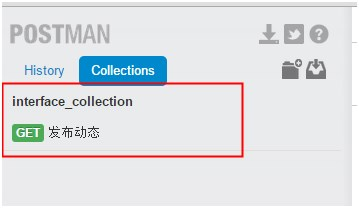 POSTMAN
History Collections
interface_collection
GET 发布动态